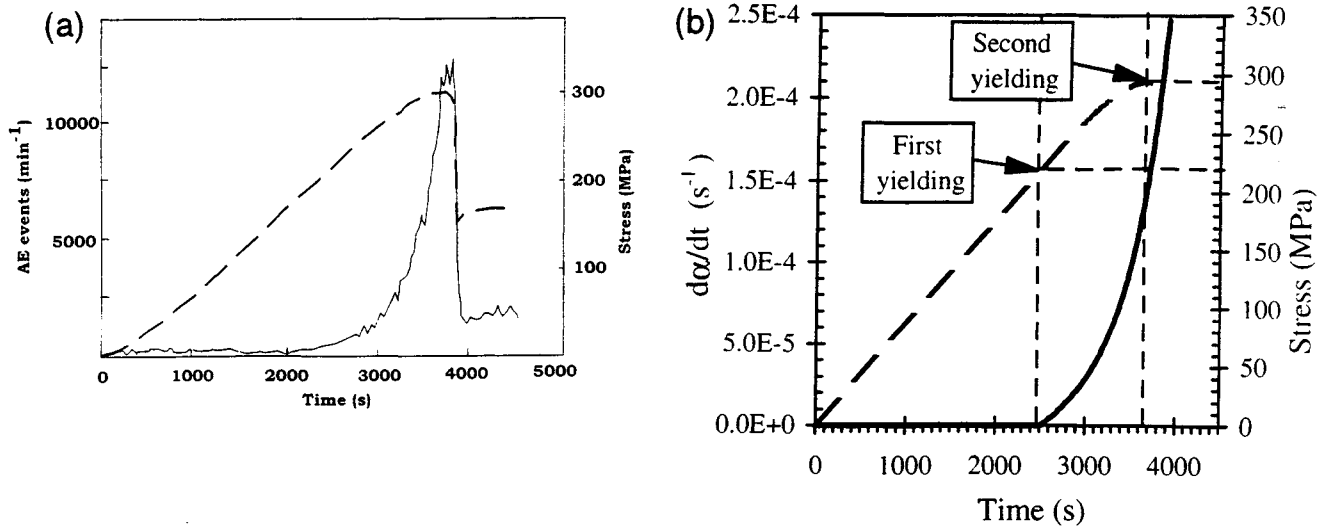 (a)
AE events (min⁻¹)
10000
5000
0
0 1000 2000 3000 4000 5000
Time (s)
300
200
100
Stress (MPa)
(b)
dα/dt (s⁻¹)
2.5E-4
2.0E-4
1.5E-4
1.0E-4
5.0E-5
0.0E+0
Second
yielding
First
yielding
0 1000 2000 3000 4000
Time (s)
350
300
250
200
150
100
50
0
Stress (MPa)